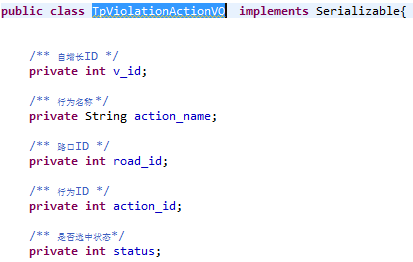 public class TpViolationActionVO  implements Serializable{
/** 自增长ID */
private int v_id;
/** 行为名称*/
private String action_name;
/** 路口ID */
private int road_id;
/** 行为ID */
private int action_id;
/** 是否选中状态*/
private int status;